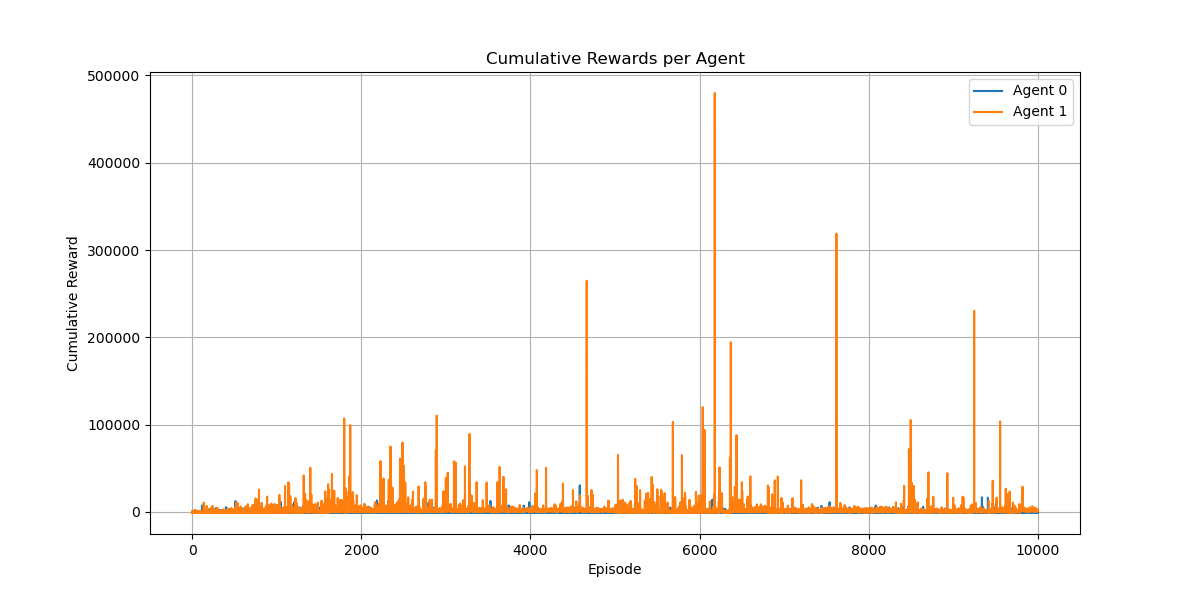 Cumulative Rewards per Agent
500000
400000
300000
200000
100000
0
Cumulative Reward
Agent 0
Agent 1
0 2000 4000 6000 8000 10000
Episode